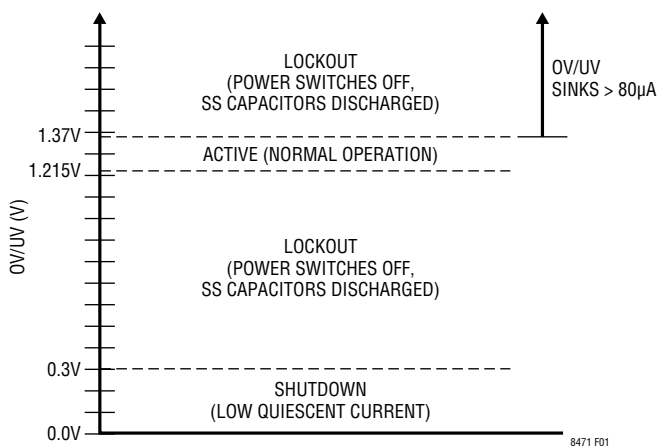 LOCKOUT
(POWER SWITCHES OFF,
SS CAPACITORS DISCHARGED)
OV/UV
SINKS > 80µA
1.37V
ACTIVE (NORMAL OPERATION)
1.215V
OV/UV (V)
LOCKOUT
(POWER SWITCHES OFF,
SS CAPACITORS DISCHARGED)
0.3V
SHUTDOWN
(LOW QUIESCENT CURRENT)
0.0V
8471 F01